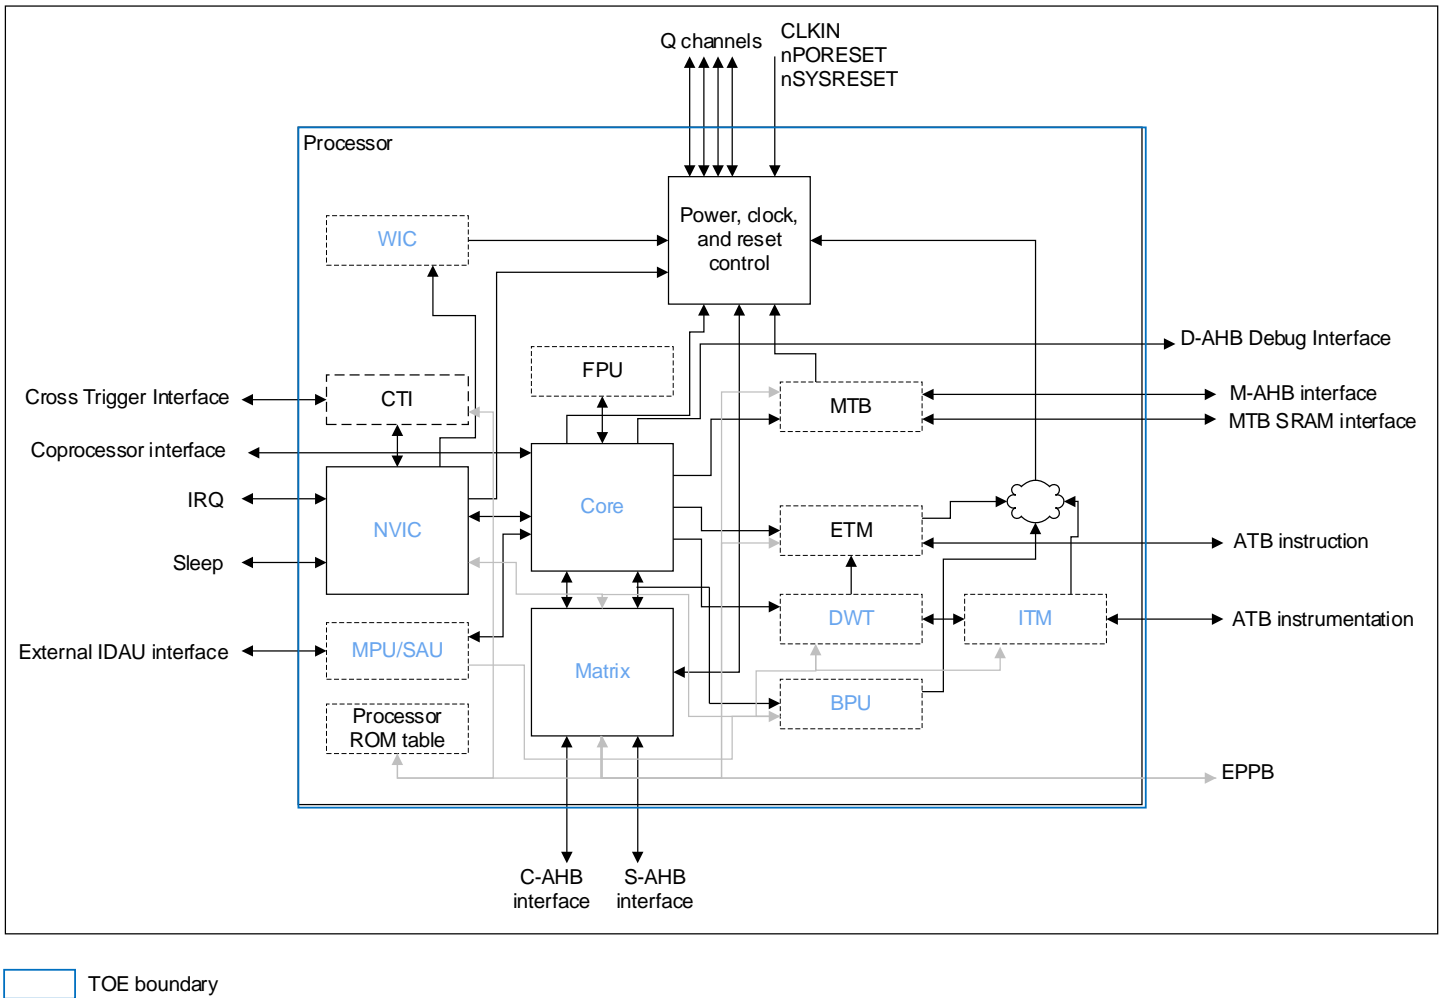 Q channels
CLKIN
nPORESET
nSYSRESET
Processor
Power, clock,
and reset
control
WIC
D-AHB Debug Interface
FPU
Cross Trigger Interface
CTI
MTB
M-AHB interface
MTB SRAM interface
Coprocessor interface
IRQ
NVIC
Core
ETM
ATB instruction
Sleep
DWT
ITM
ATB instrumentation
External IDAU interface
MPU/SAU
Matrix
BPU
Processor
ROM table
EPPB
C-AHB
interface
S-AHB
interface
TOE boundary